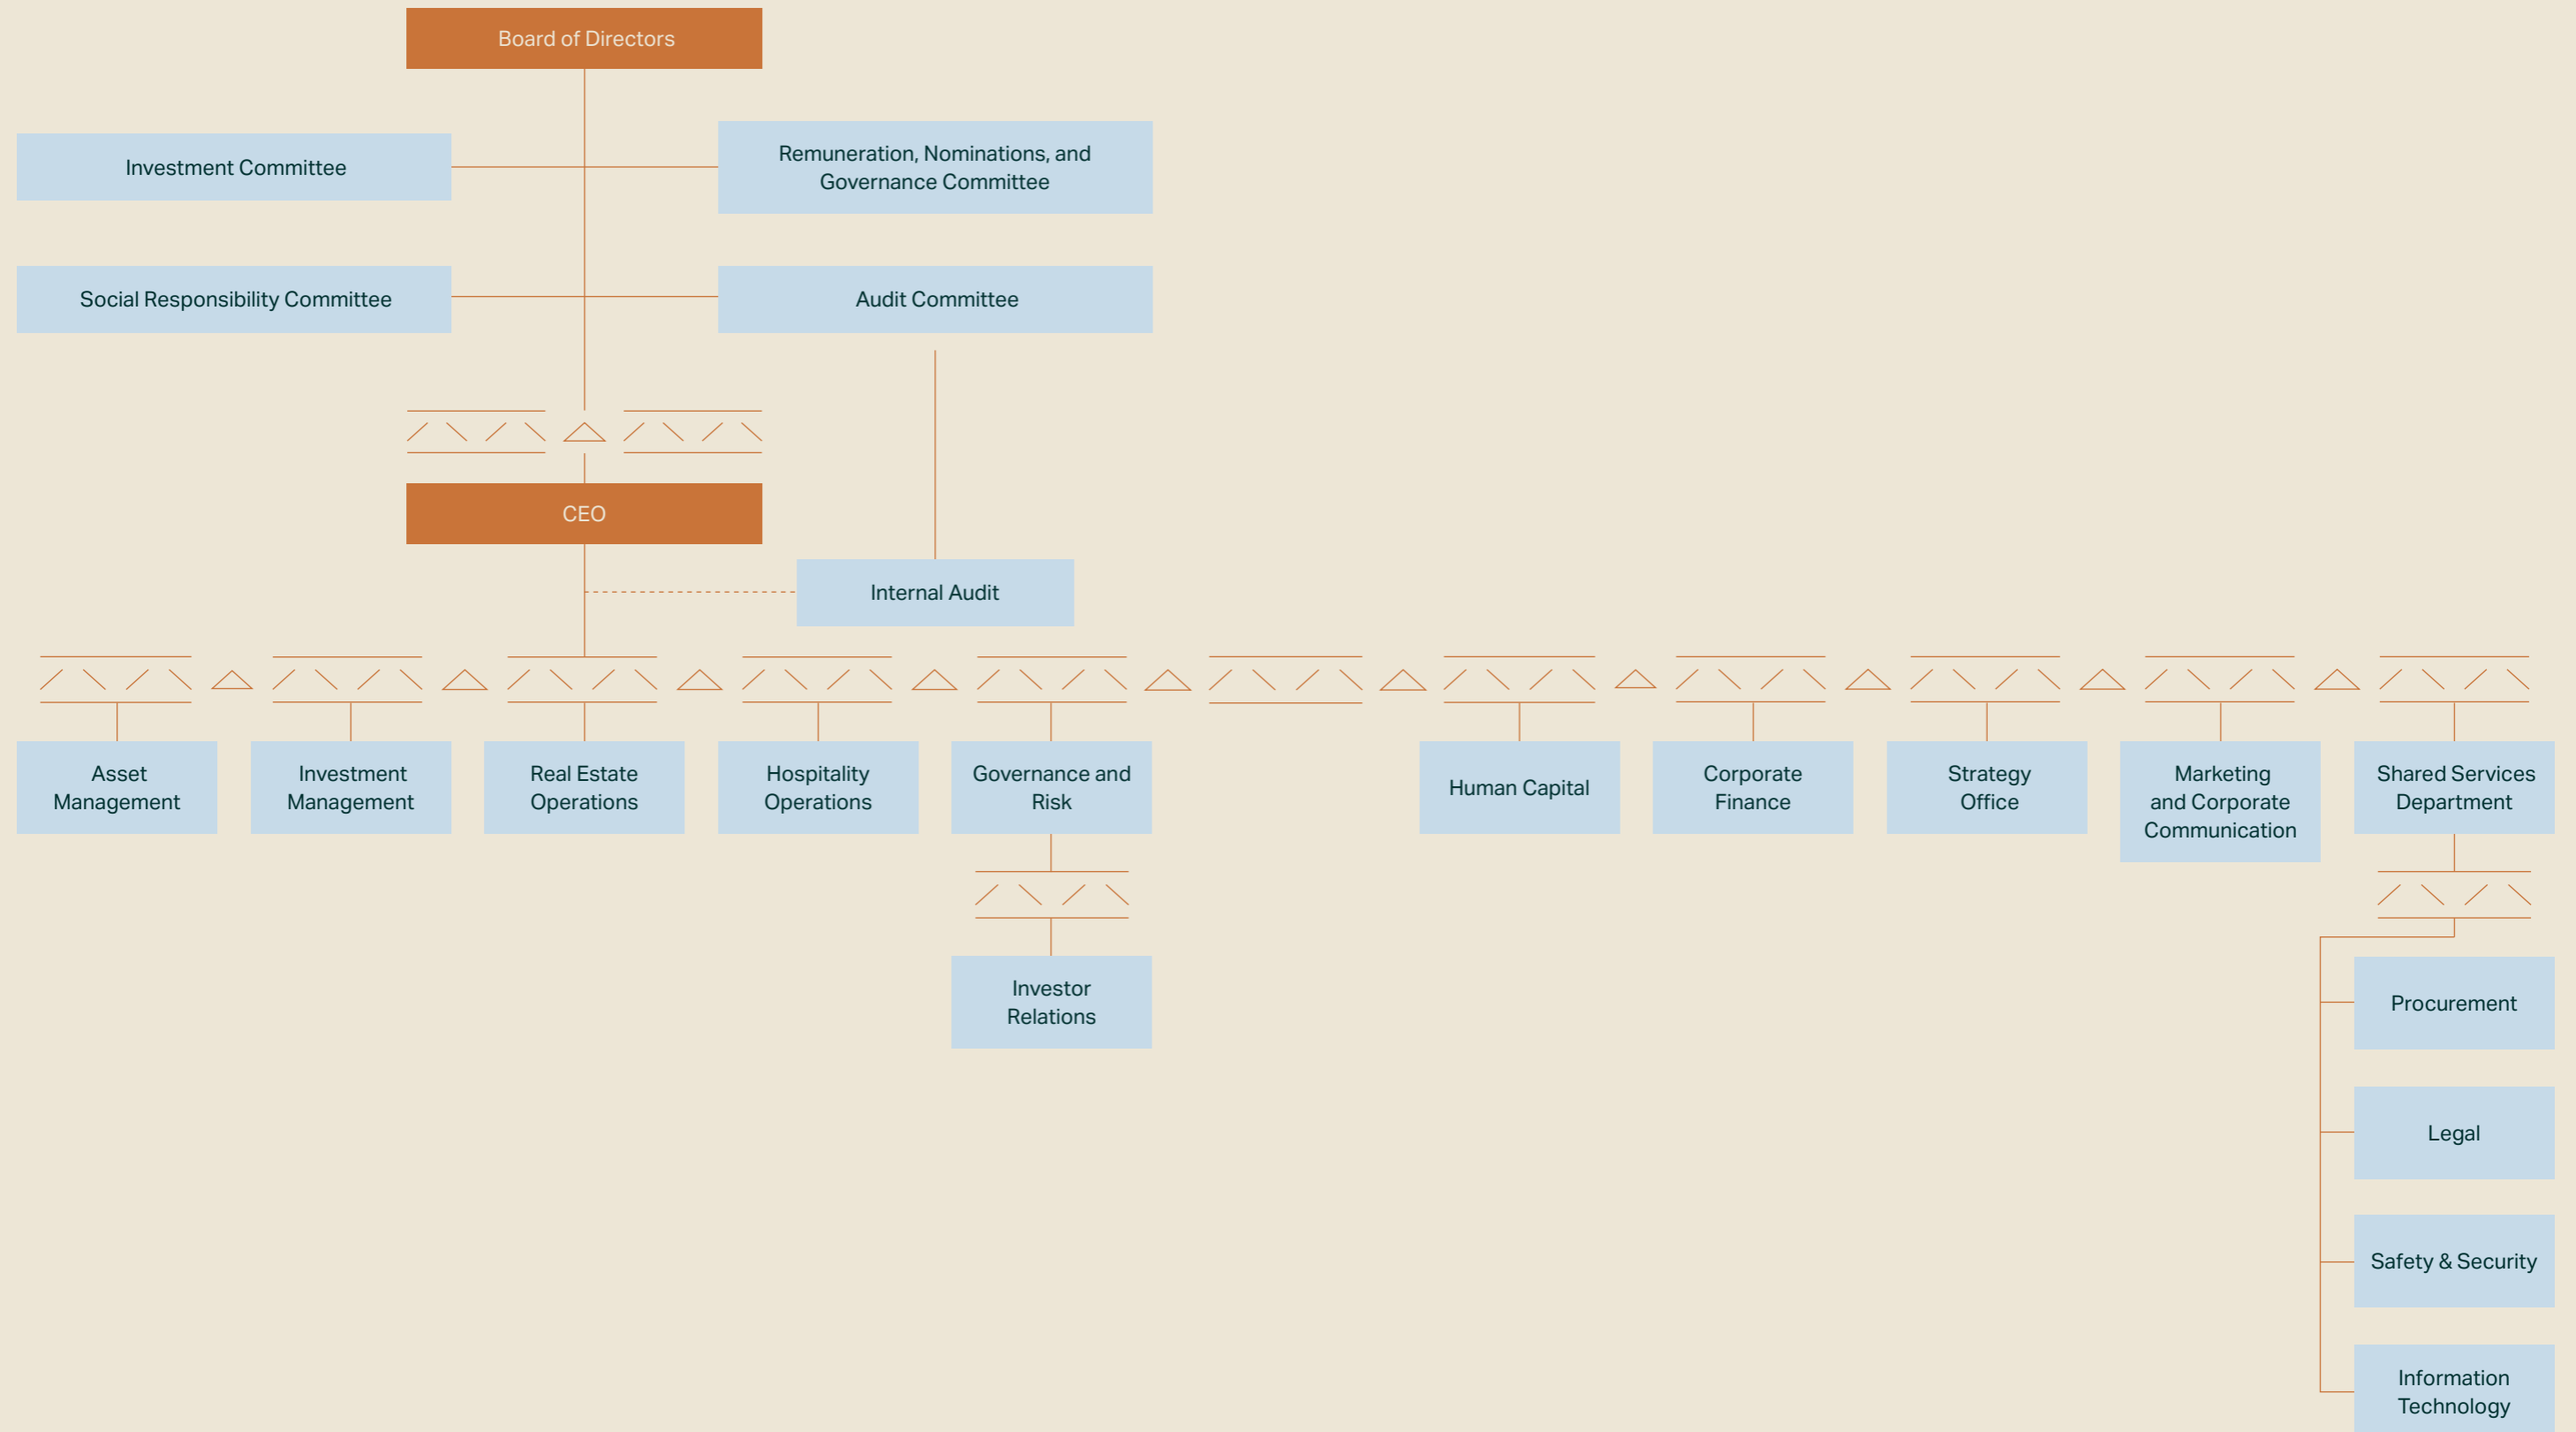 Board of Directors
Investment Committee
Remuneration, Nominations, and
Governance Committee
Social Responsibility Committee
Audit Committee
CEO
Internal Audit
Asset
Management
Investment
Management
Real Estate
Operations
Hospitality
Operations
Governance and
Risk
Human Capital
Corporate
Finance
Strategy
Office
Marketing
and Corporate
Communication
Shared Services
Department
Investor
Relations
Procurement
Legal
Safety & Security
Information
Technology